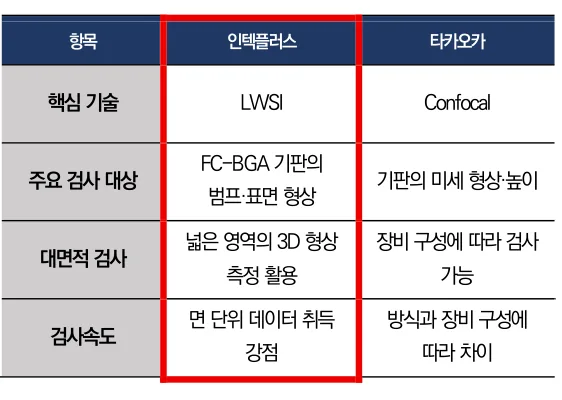 항목 인텍플러스 타카오카
핵심 기술 LWSI Confocal
주요 검사 대상 FC-BGA 기판의 범프·표면 형상 기판의 미세 형상·높이
대면적 검사 넓은 영역의 3D 형상 측정 활용 장비 구성에 따라 검사 가능
검사속도 면 단위 데이터 취득 강점 방식과 장비 구성에 따라 차이